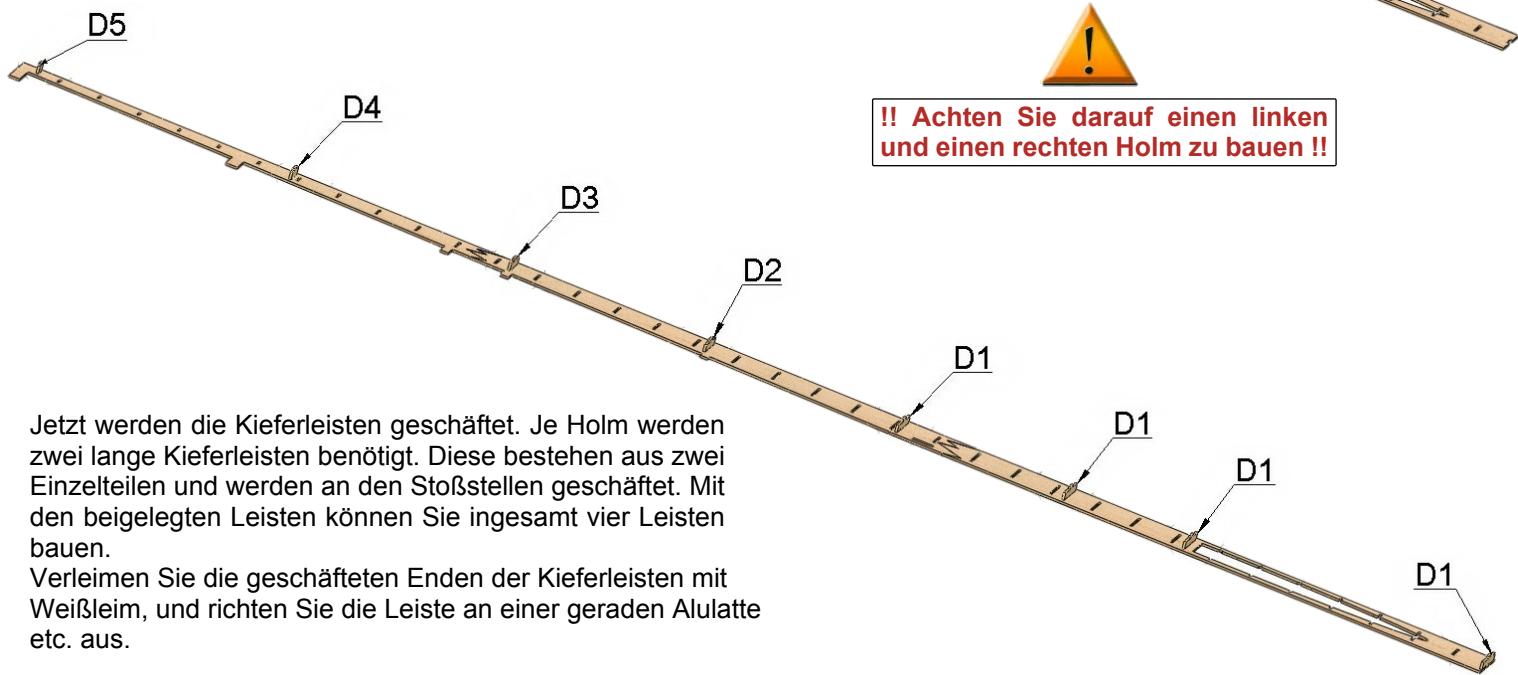 D5
D4
D3
D2
D1
D1
D1
D1
!
!! Achten Sie darauf einen linken
und einen rechten Holm zu bauen !!
Jetzt werden die Kieferleisten geschäftet. Je Holm werden
zwei lange Kieferleisten benötigt. Diese bestehen aus zwei
Einzelteilen und werden an den Stoßstellen geschäftet. Mit
den beigelegten Leisten können Sie ingesamt vier Leisten
bauen.
Verleimen Sie die geschäfteten Enden der Kieferleisten mit
Weißleim, und richten Sie die Leiste an einer geraden Alulatte
etc. aus.